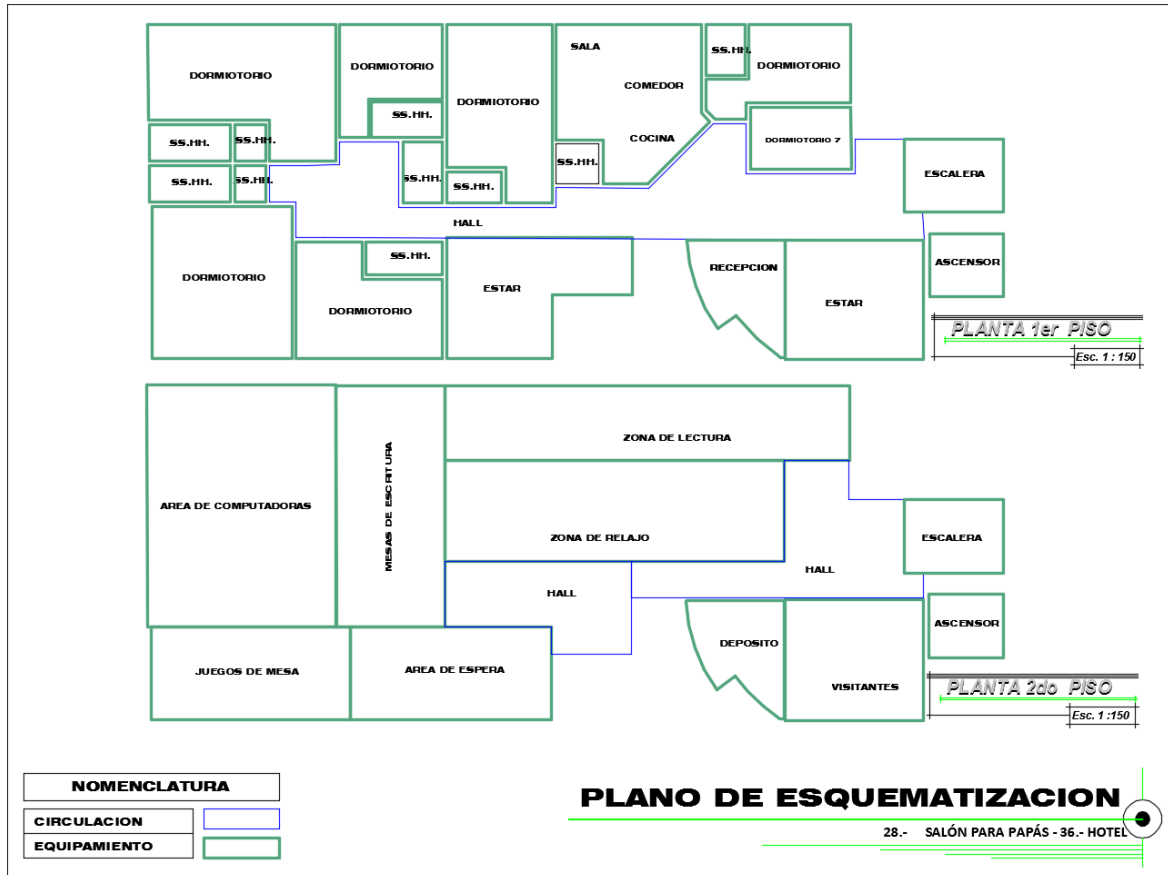 DORMIOTORIO
DORMIOTORIO
DORMIOTORIO
SALA
COMEDOR
COCINA
SS.HH.
DORMIOTORIO
SS.HH.
SS.HH.
SS.HH.
SS.HH.
SS.HH.
SS.HH.
SS.HH.
SS.HH.
SS.HH.
DORMIOTORIO 7
ESCALERA
HALL
DORMIOTORIO
SS.HH.
DORMIOTORIO
ESTAR
RECEPCION
ESTAR
ASCENSOR
PLANTA 1er PISO
Esc. 1 : 150
AREA DE COMPUTADORAS
MESAS DE ESCRITURA
ZONA DE LECTURA
ZONA DE RELAJO
ESCALERA
HALL
HALL
JUEGOS DE MESA
AREA DE ESPERA
DEPOSITO
VISITANTES
ASCENSOR
PLANTA 2do PISO
Esc. 1 :150
NOMENCLATURA
CIRCULACION
EQUIPAMIENTO
PLANO DE ESQUEMATIZACION
28.- SALÓN PARA PAPÁS - 36.- HOTEL